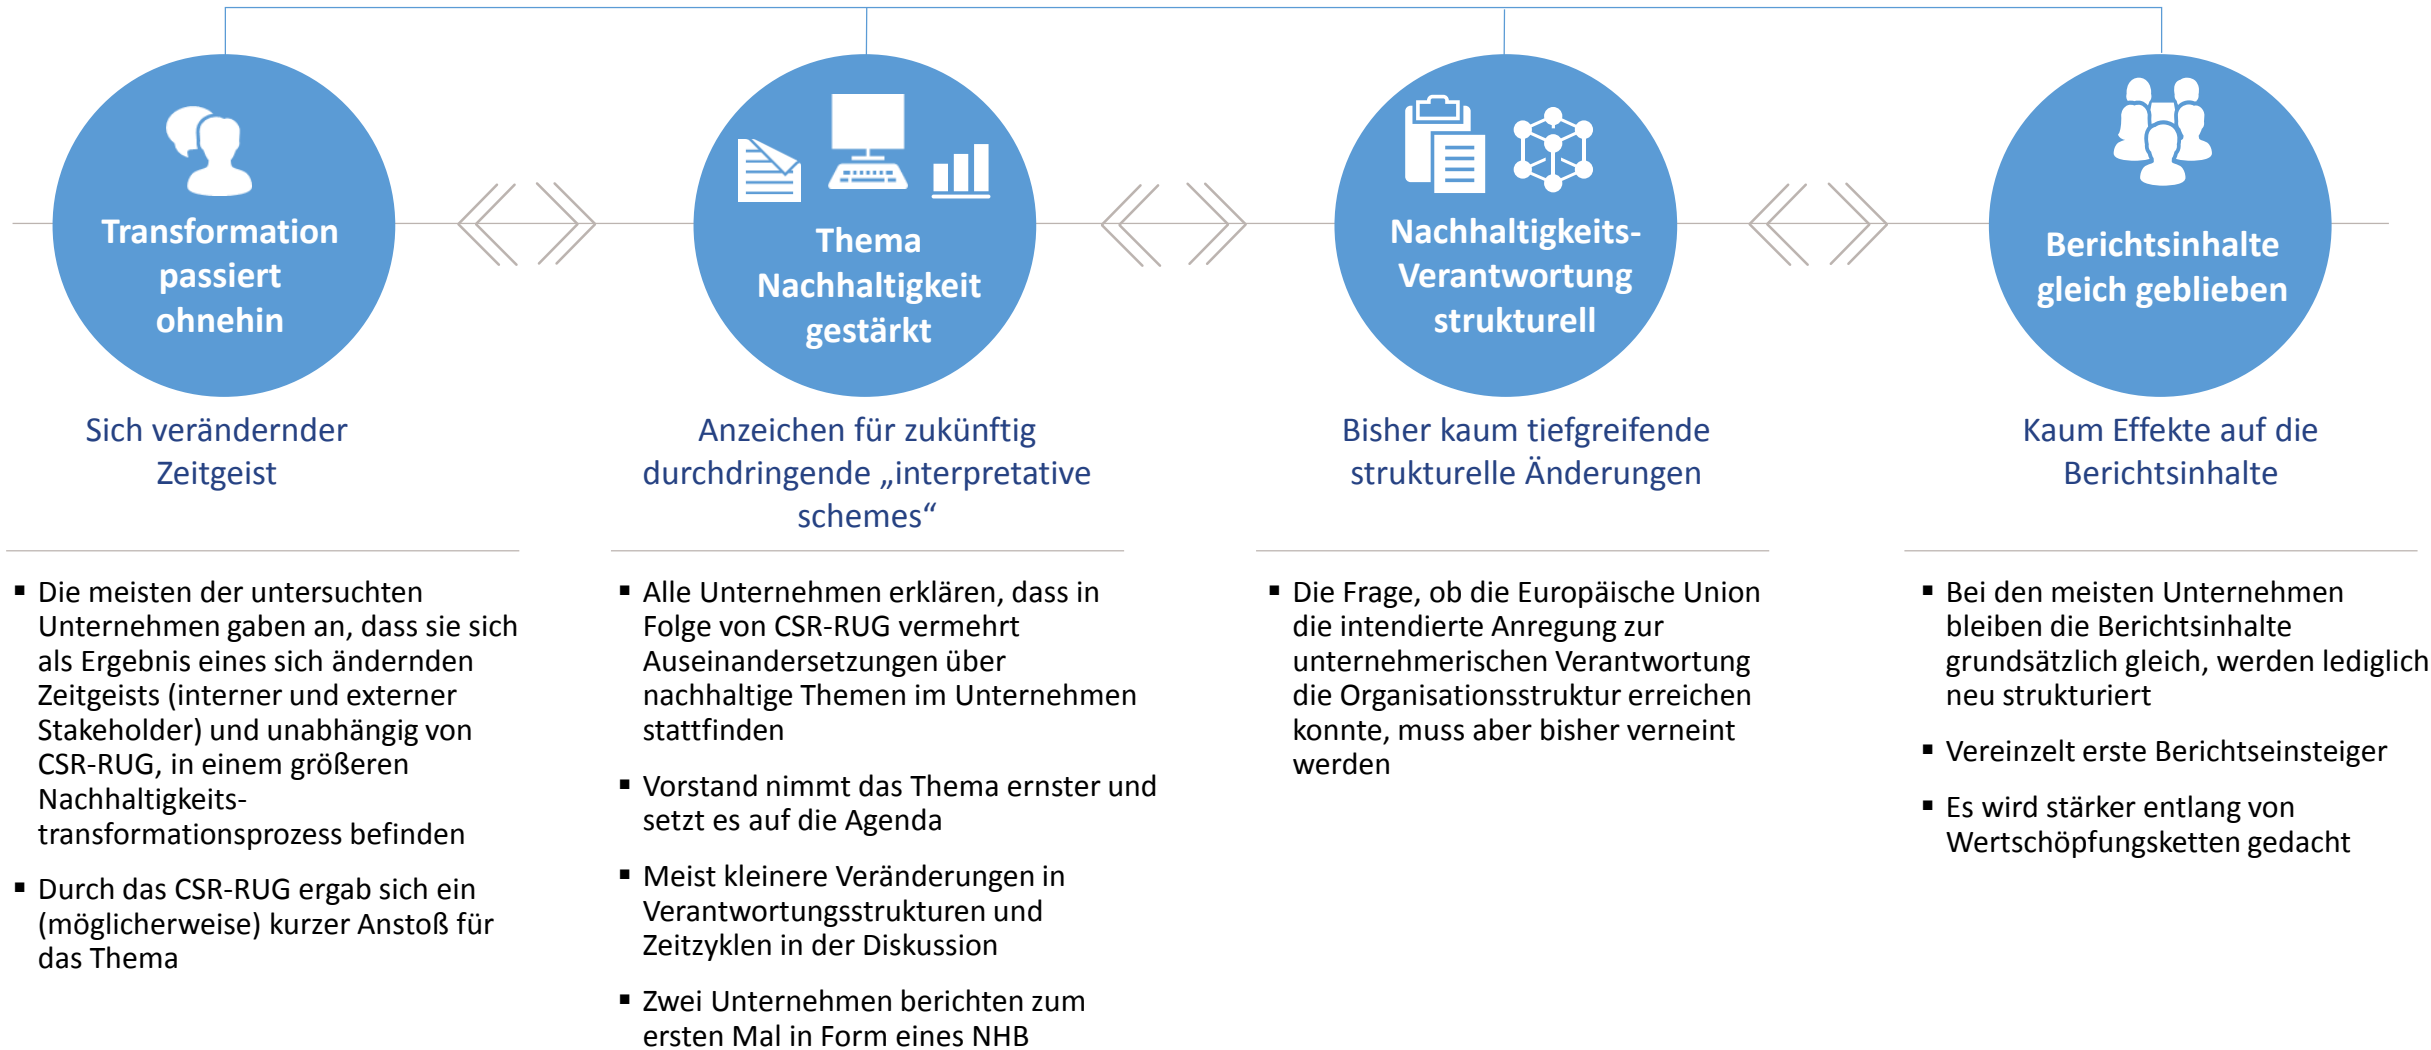 Transformation
passiert
ohnehin
Sich verändernder
Zeitgeist
▪ Die meisten der untersuchten
Unternehmen gaben an, dass sie sich
als Ergebnis eines sich ändernden
Zeitgeists (interner und externer
Stakeholder) und unabhängig von
CSR-RUG, in einem größeren
Nachhaltigkeits-
transformationsprozess befinden
▪ Durch das CSR-RUG ergab sich ein
(möglicherweise) kurzer Anstoß für
das Thema
Thema
Nachhaltigkeit
gestärkt
Anzeichen für zukünftig
durchdringende „interpretative
schemes“
▪ Alle Unternehmen erklären, dass in
Folge von CSR-RUG vermehrt
Auseinandersetzungen über
nachhaltige Themen im Unternehmen
stattfinden
▪ Vorstand nimmt das Thema ernster und
setzt es auf die Agenda
▪ Meist kleinere Veränderungen in
Verantwortungsstrukturen und
Zeitzyklen in der Diskussion
▪ Zwei Unternehmen berichten zum
ersten Mal in Form eines NHB
Nachhaltigkeits-
Verantwortung
strukturell
Bisher kaum tiefgreifende
strukturelle Änderungen
▪ Die Frage, ob die Europäische Union
die intendierte Anregung zur
unternehmerischen Verantwortung
die Organisationsstruktur erreichen
konnte, muss aber bisher verneint
werden
Berichtsinhalte
gleich geblieben
Kaum Effekte auf die
Berichtsinhalte
▪ Bei den meisten Unternehmen
bleiben die Berichtsinhalte
grundsätzlich gleich, werden lediglich
neu strukturiert
▪ Vereinzelt erste Berichtseinsteiger
▪ Es wird stärker entlang von
Wertschöpfungsketten gedacht